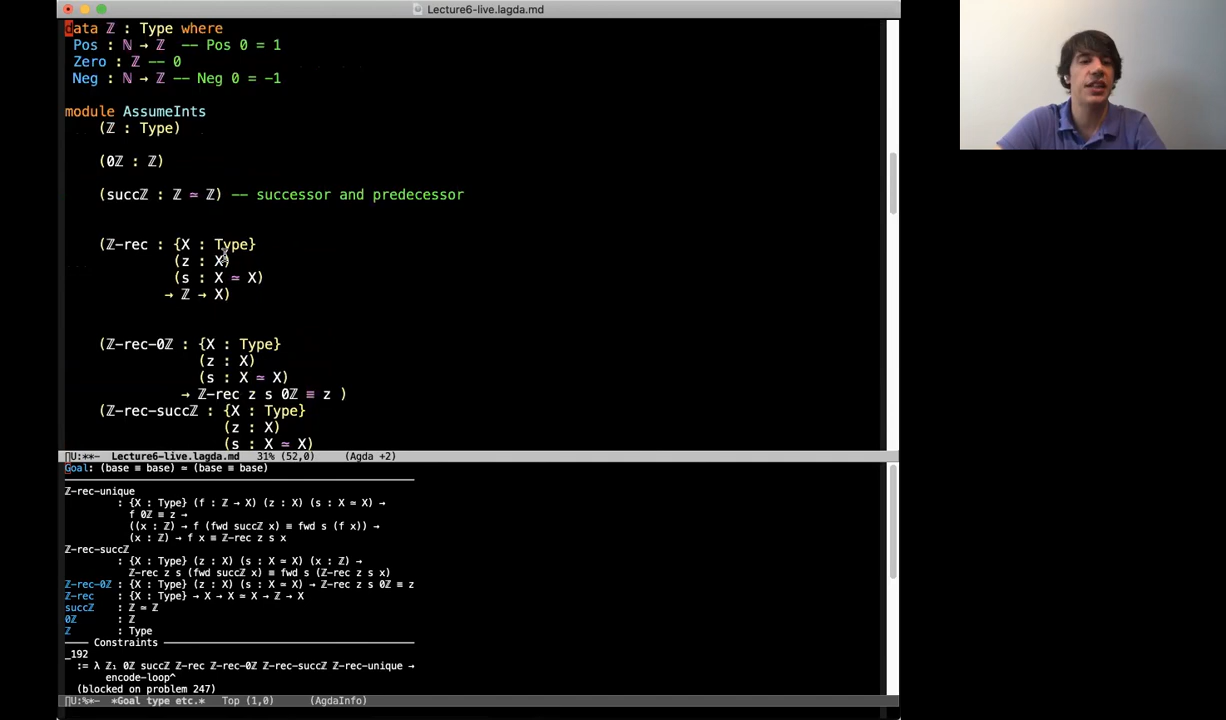 Lecture6-live.lagda.md
data ℤ : Type where
Pos : ℕ → ℤ -- Pos 0 = 1
Zero : ℤ -- 0
Neg : ℕ → ℤ -- Neg 0 = -1
module AssumeInts
(ℤ : Type)
(0ℤ : ℤ)
(succℤ : ℤ ≃ ℤ) -- successor and predecessor
(ℤ-rec : {X : Type}
(z : X)
(s : X ≃ X)
→ ℤ → X)
(ℤ-rec-0ℤ : {X : Type}
(z : X)
(s : X ≃ X)
→ ℤ-rec z s 0ℤ ≡ z )
(ℤ-rec-succℤ : {X : Type}
(z : X)
(s : X ≃ X)
U:**- Lecture6-live.lagda.md 31% (52,0) (Agda +2)
Goal: (base ≡ base) ≃ (base ≡ base)
ℤ-rec-unique
: {X : Type} (f : ℤ → X) (z : X) (s : X ≃ X) →
f 0ℤ ≡ z →
((x : ℤ) → f (fwd succℤ x) ≡ fwd s (f x)) →
(x : ℤ) → f x ≡ ℤ-rec z s x
ℤ-rec-succℤ
: {X : Type} (z : X) (s : X ≃ X) (x : ℤ) →
ℤ-rec z s (fwd succℤ x) ≡ fwd s (ℤ-rec z s x)
ℤ-rec-0ℤ : {X : Type} (z : X) (s : X ≃ X) → ℤ-rec z s 0ℤ ≡ z
ℤ-rec : {X : Type} → X → X ≃ X → ℤ → X
succℤ : ℤ ≃ ℤ
0ℤ : ℤ
ℤ : Type
Constraints
_192
:= λ ℤ₁ 0ℤ succℤ ℤ-rec ℤ-rec-0ℤ ℤ-rec-succℤ ℤ-rec-unique →
encode-loop^
(blocked on problem 247)
U:%*- *Goal type etc.* Top (1,0) (AgdaInfo)